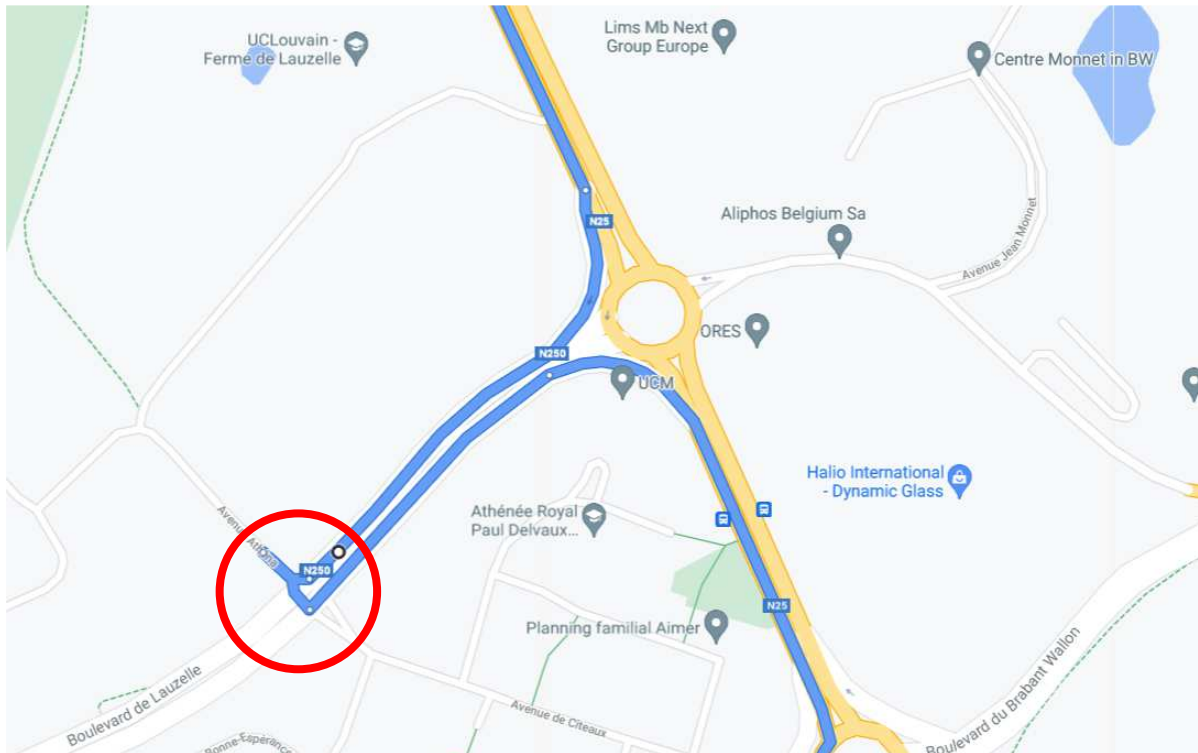 UCLouvain -
Ferme de Lauzelle
Lims Mb Next
Group Europe
Centre Monnet in BW
N25
Aliphos Belgium Sa
Avenue Jean Monnet
ORES
N250
UCM
Halio International
- Dynamic Glass
Athénée Royal
Paul Delvaux...
Avenue Athéna
N250
N25
Planning familial Aimer
Boulevard de Lauzelle
Avenue de Cîteaux
Bonne-Espérance
Boulevard du Brabant Wallon